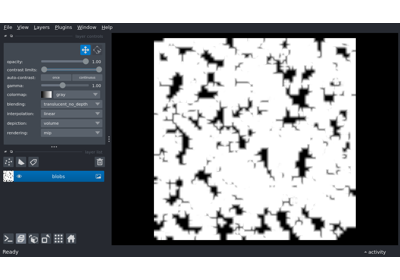 File View Layers Plugins Window Help
opacity: 1.00
contrast limits:
auto-contrast: once continuous
gamma: 1.00
colormap: gray
blending: translucent_no_depth
interpolation: linear
depiction: volume
rendering: mip
blobs
Ready
activity